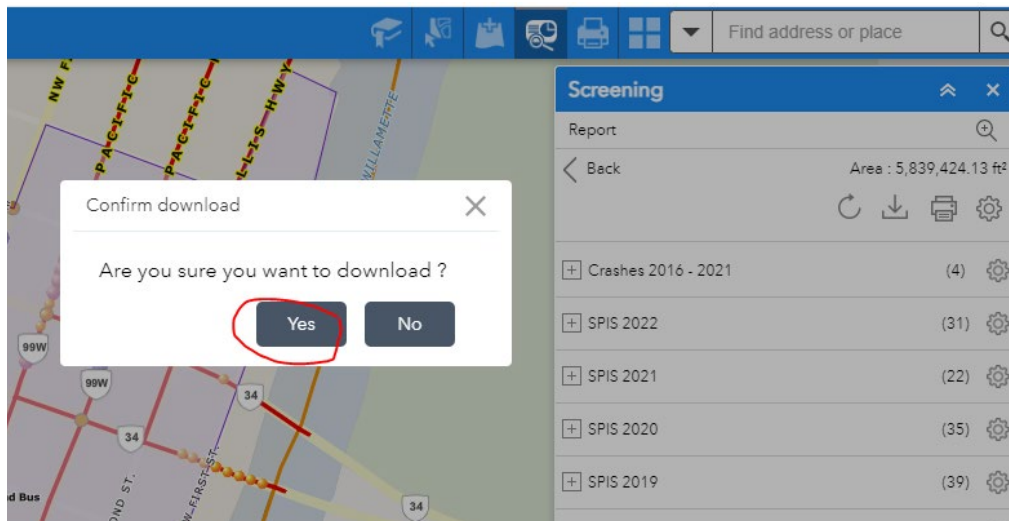 Find address or place
Screening
Report
Back
Area : 5,839,424.13 ft²
Crashes 2016 - 2021
(4)
SPIS 2022
(31)
SPIS 2021
(22)
SPIS 2020
(35)
SPIS 2019
(39)
Confirm download
Are you sure you want to download ?
Yes
No
NW F
P-A-C-I-F-I-C
P-A-C-I-F-I-C
L-L-I-S- H-W-Y
WILLAMETTE
99W
99W
34
34
34
d Bus
OND ST.
W-FIRST-ST.